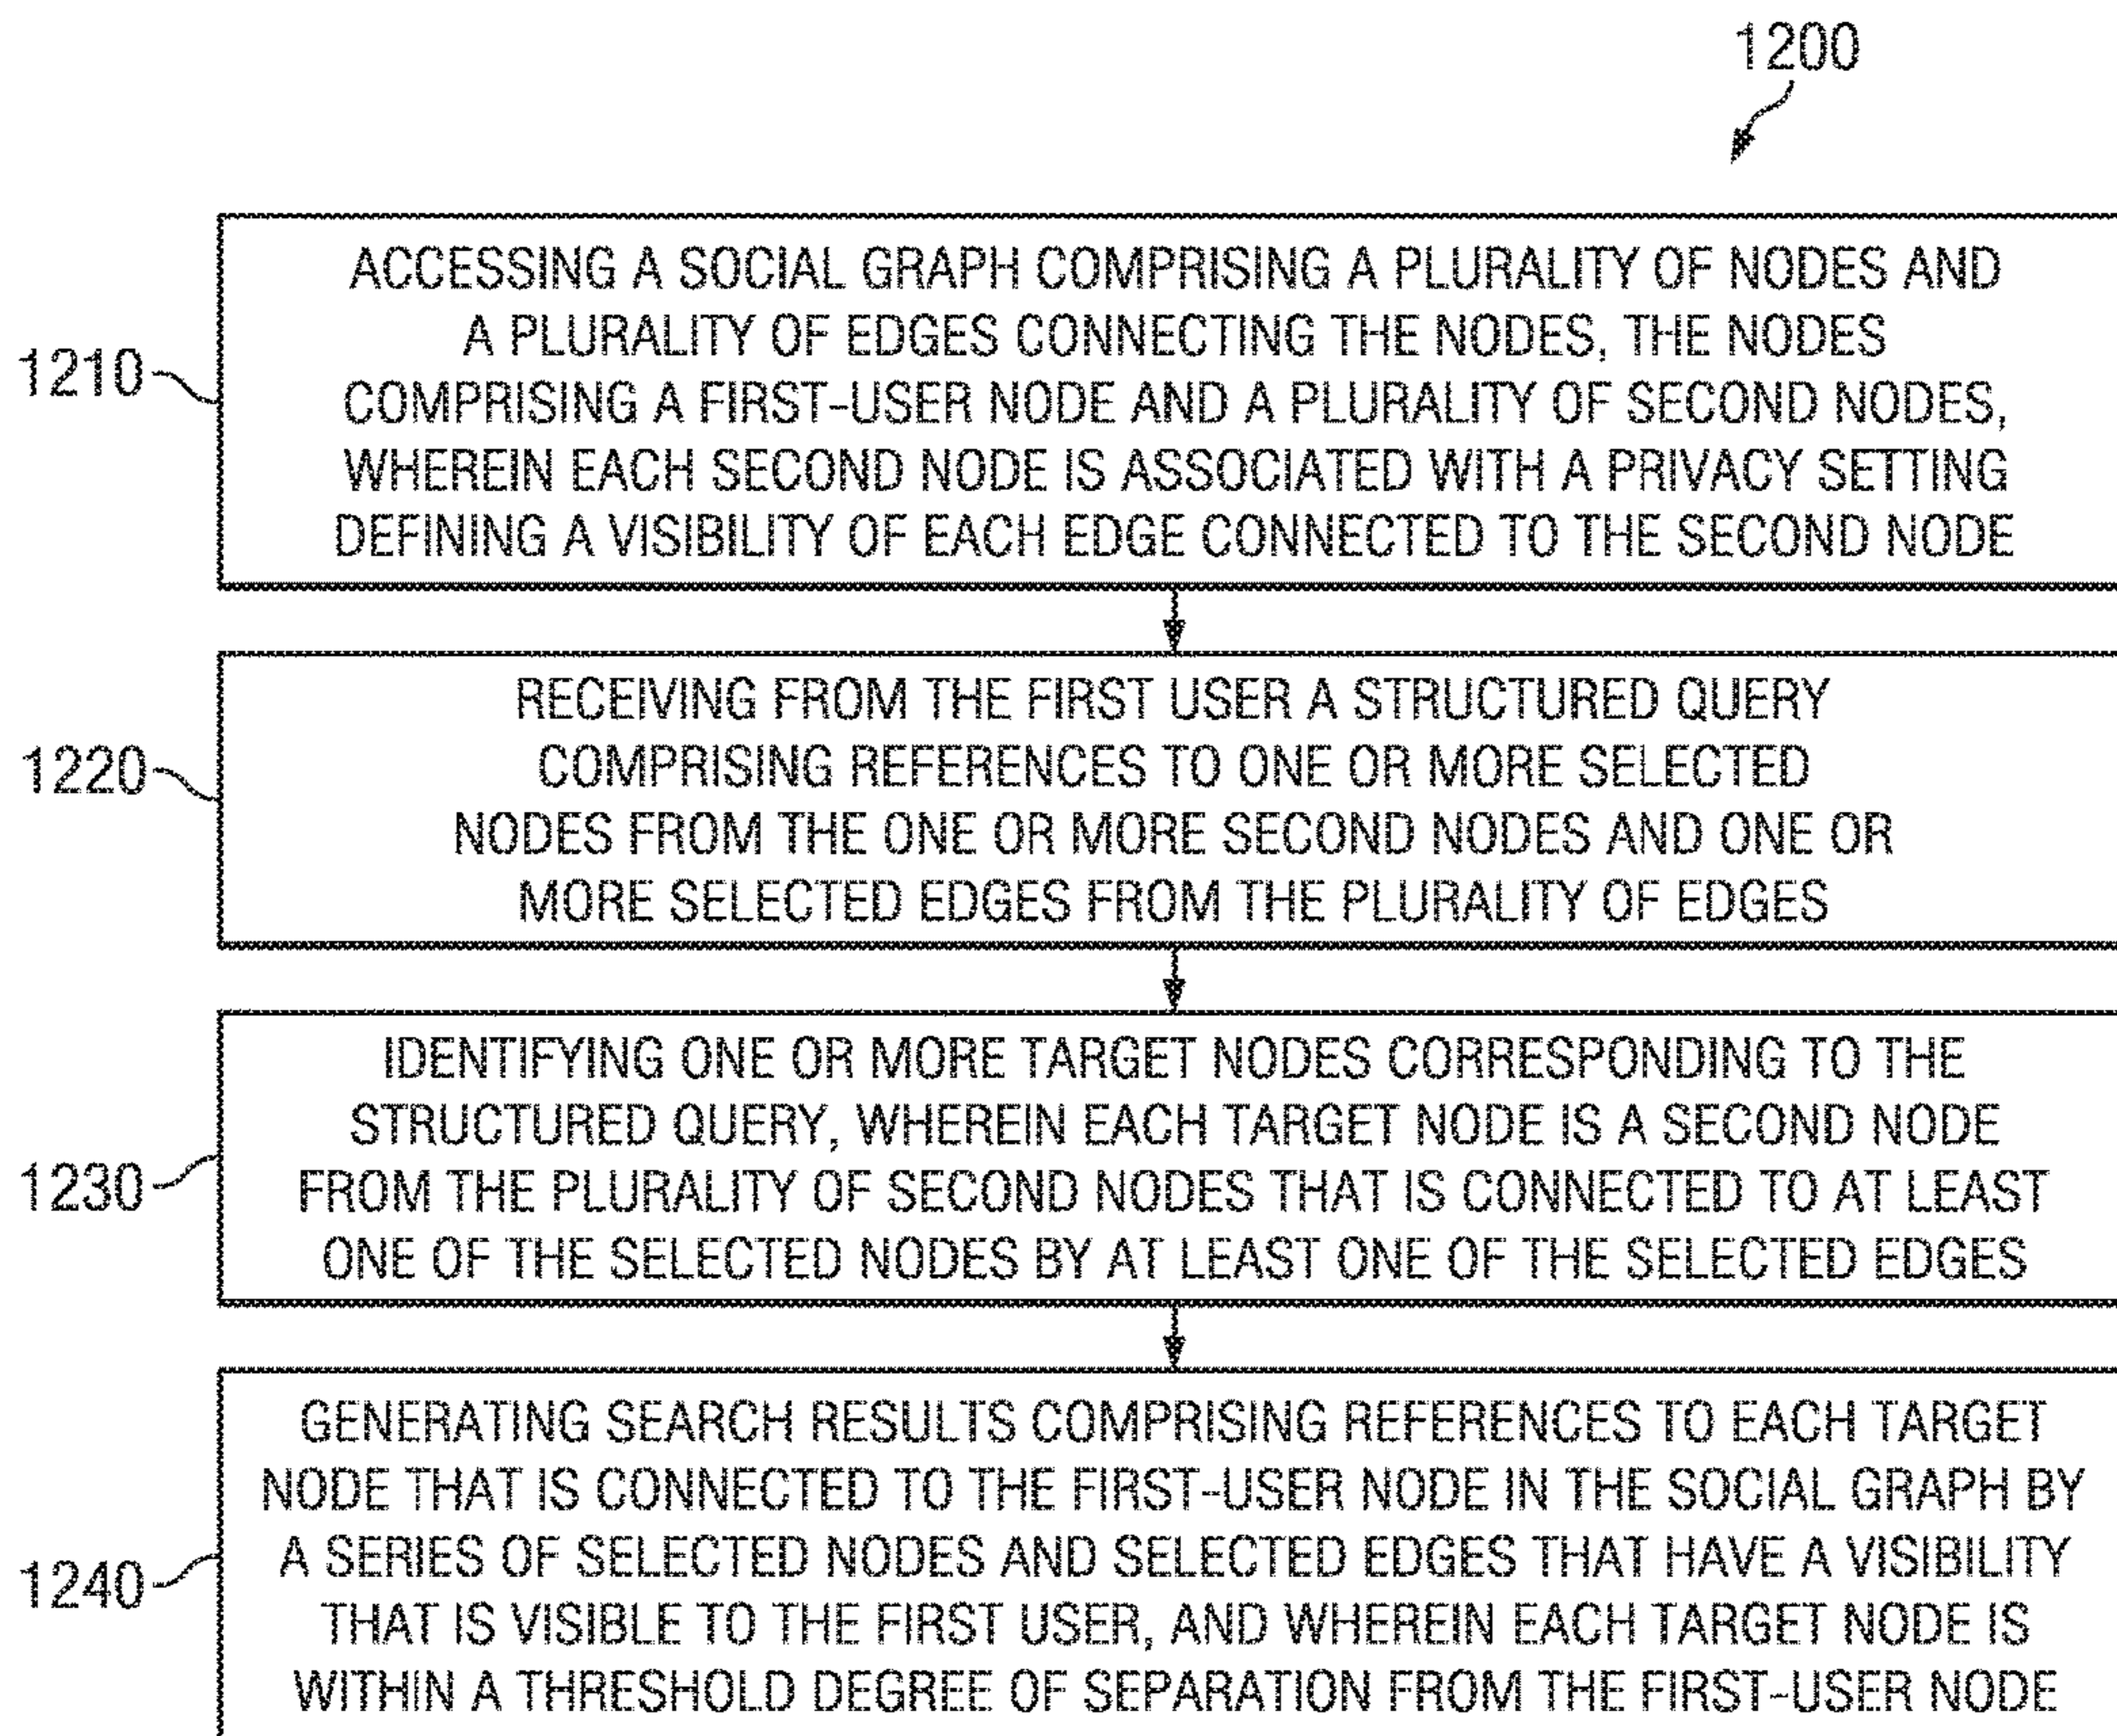 1200
ACCESSING A SOCIAL GRAPH COMPRISING A PLURALITY OF NODES AND
A PLURALITY OF EDGES CONNECTING THE NODES, THE NODES
1210
COMPRISING A FIRST-USER NODE AND A PLURALITY OF SECOND NODES,
WHEREIN EACH SECOND NODE IS ASSOCIATED WITH A PRIVACY SETTING
DEFINING A VISIBILITY OF EACH EDGE CONNECTED TO THE SECOND NODE
RECEIVING FROM THE FIRST USER A STRUCTURED QUERY
1220
COMPRISING REFERENCES TO ONE OR MORE SELECTED
NODES FROM THE ONE OR MORE SECOND NODES AND ONE OR
MORE SELECTED EDGES FROM THE PLURALITY OF EDGES
IDENTIFYING ONE OR MORE TARGET NODES CORRESPONDING TO THE
STRUCTURED QUERY, WHEREIN EACH TARGET NODE IS A SECOND NODE
1230
FROM THE PLURALITY OF SECOND NODES THAT IS CONNECTED TO AT LEAST
ONE OF THE SELECTED NODES BY AT LEAST ONE OF THE SELECTED EDGES
GENERATING SEARCH RESULTS COMPRISING REFERENCES TO EACH TARGET
NODE THAT IS CONNECTED TO THE FIRST-USER NODE IN THE SOCIAL GRAPH BY
A SERIES OF SELECTED NODES AND SELECTED EDGES THAT HAVE A VISIBILITY
1240
THAT IS VISIBLE TO THE FIRST USER, AND WHEREIN EACH TARGET NODE IS
WITHIN A THRESHOLD DEGREE OF SEPARATION FROM THE FIRST-USER NODE